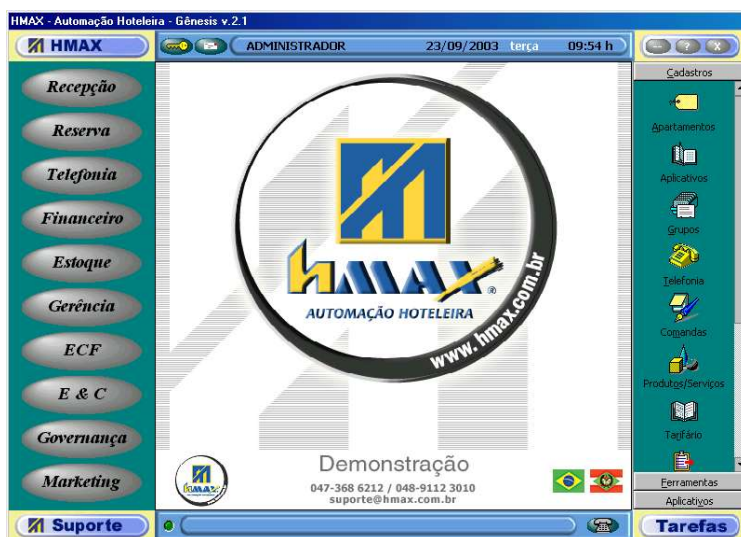 HMAX - Automação Hoteleira - Gênesis v.2.1
HMAX
ADMINISTRADOR 23/09/2003 terça 09:54 h
? X
Recepção
Reserva
Telefonia
Financeiro
Estoque
Gerência
ECF
E & C
Governança
Marketing
Suporte
hmax®
AUTOMAÇÃO HOTELEIRA
www.hmax.com.br
HMAX
Demonstração
047-368 6212 / 048-9112 3010
suporte@hmax.com.br
Cadastros
Apartamentos
Aplicativos
Grupos
Telefonia
Comandas
Produtos/Serviços
Tarifário
Ferramentas
Aplicativos
Tarefas